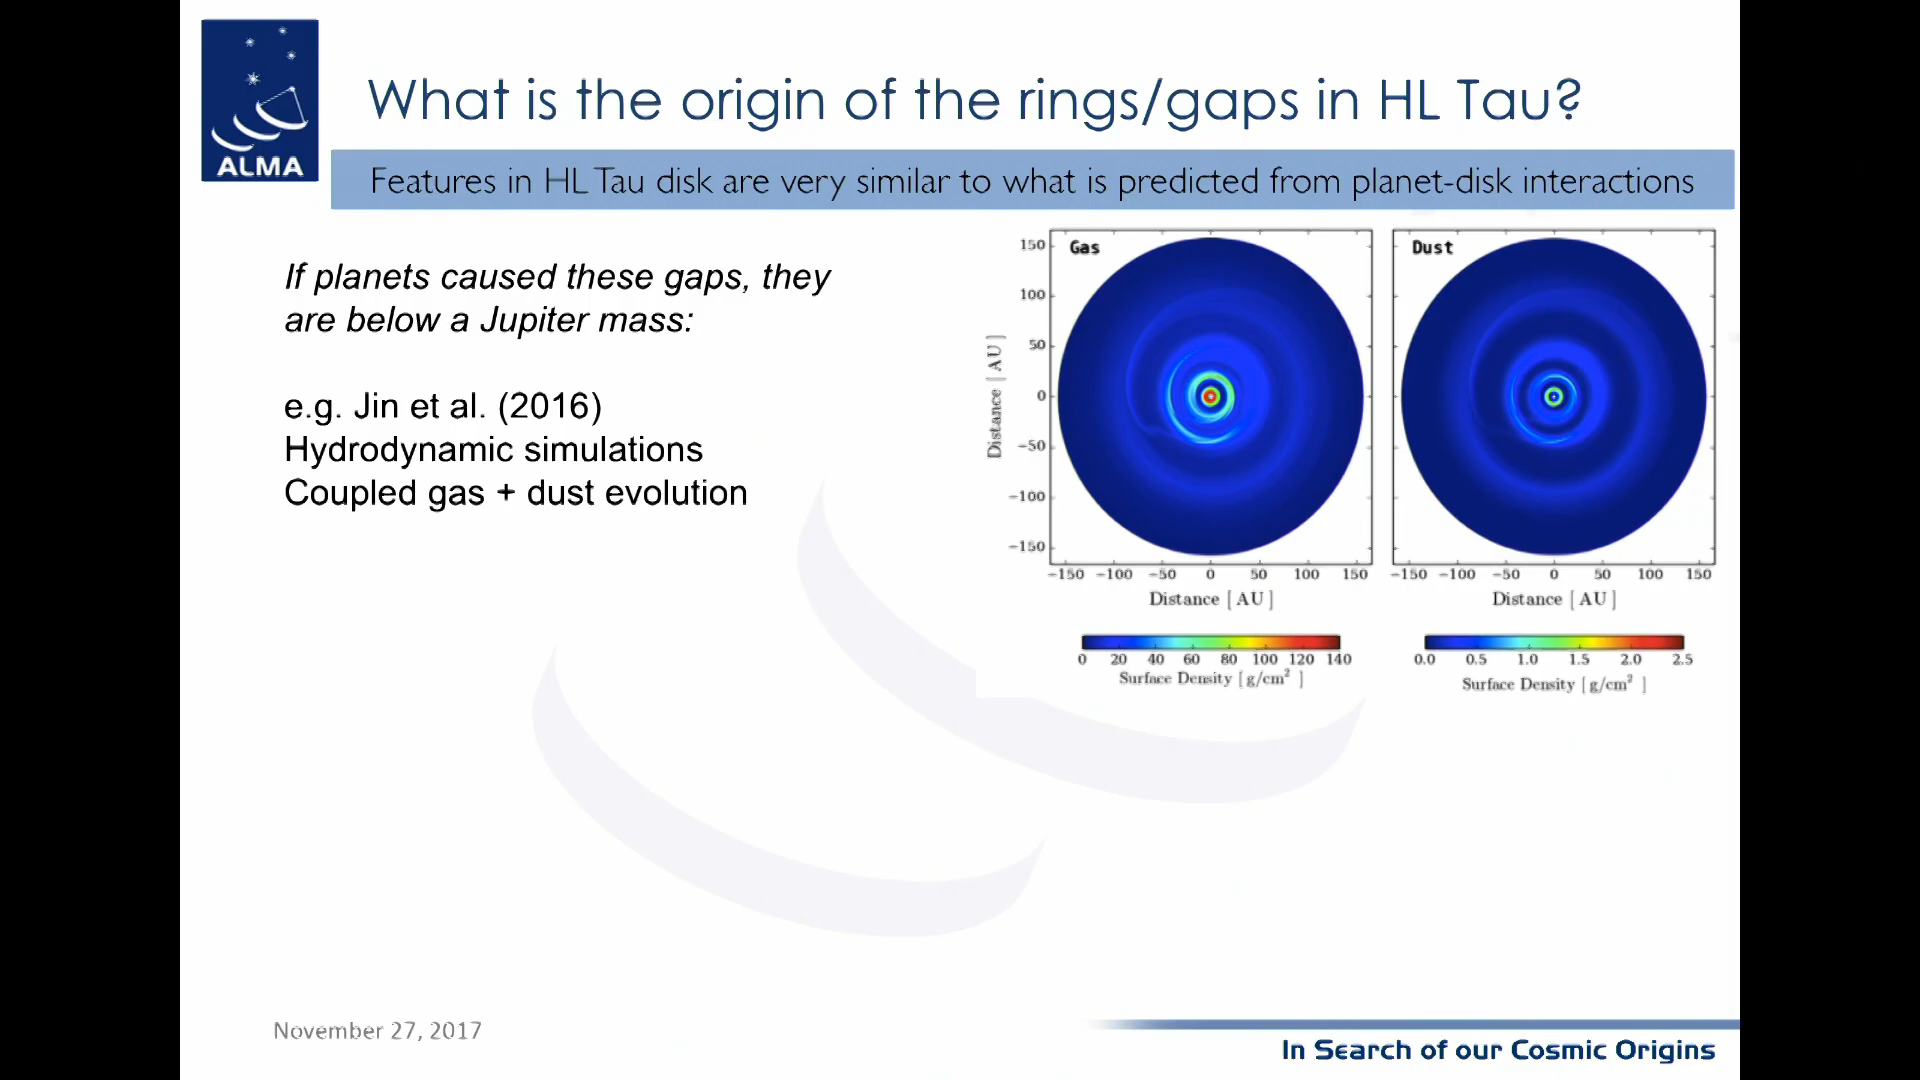 ALMA
What is the origin of the rings/gaps in HL Tau?
Features in HL Tau disk are very similar to what is predicted from planet-disk interactions
If planets caused these gaps, they
are below a Jupiter mass:
e.g. Jin et al. (2016)
Hydrodynamic simulations
Coupled gas + dust evolution
Gas
150
100
50
0
−50
−100
−150
Distance [ AU ]
−150 −100 −50 0 50 100 150
Distance [ AU ]
0 20 40 60 80 100 120 140
Surface Density [ g/cm² ]
Dust
−150 −100 −50 0 50 100 150
Distance [ AU ]
0.0 0.5 1.0 1.5 2.0 2.5
Surface Density [ g/cm² ]
November 27, 2017
In Search of our Cosmic Origins